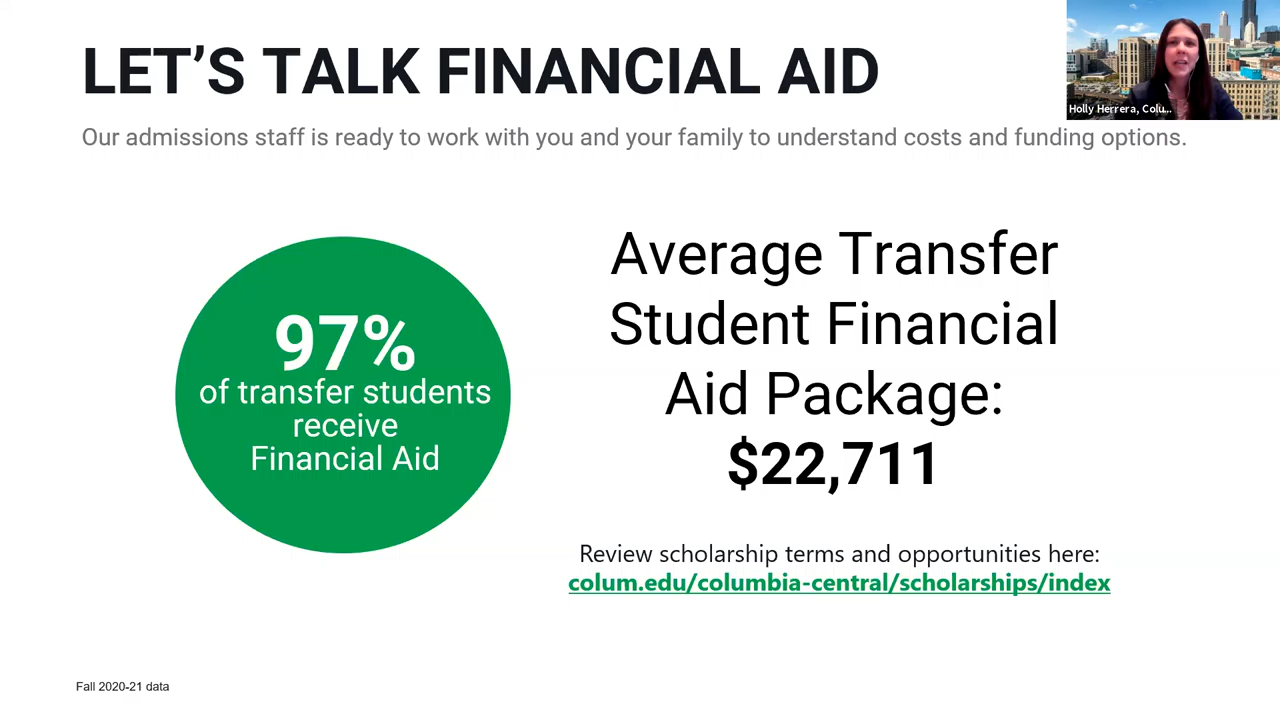 LET’S TALK FINANCIAL AID
Holly Herrera, Colu...
Our admissions staff is ready to work with you and your family to understand costs and funding options.
97%
of transfer students
receive
Financial Aid
Average Transfer
Student Financial
Aid Package:
$22,711
Review scholarship terms and opportunities here:
colum.edu/columbia-central/scholarships/index
Fall 2020-21 data